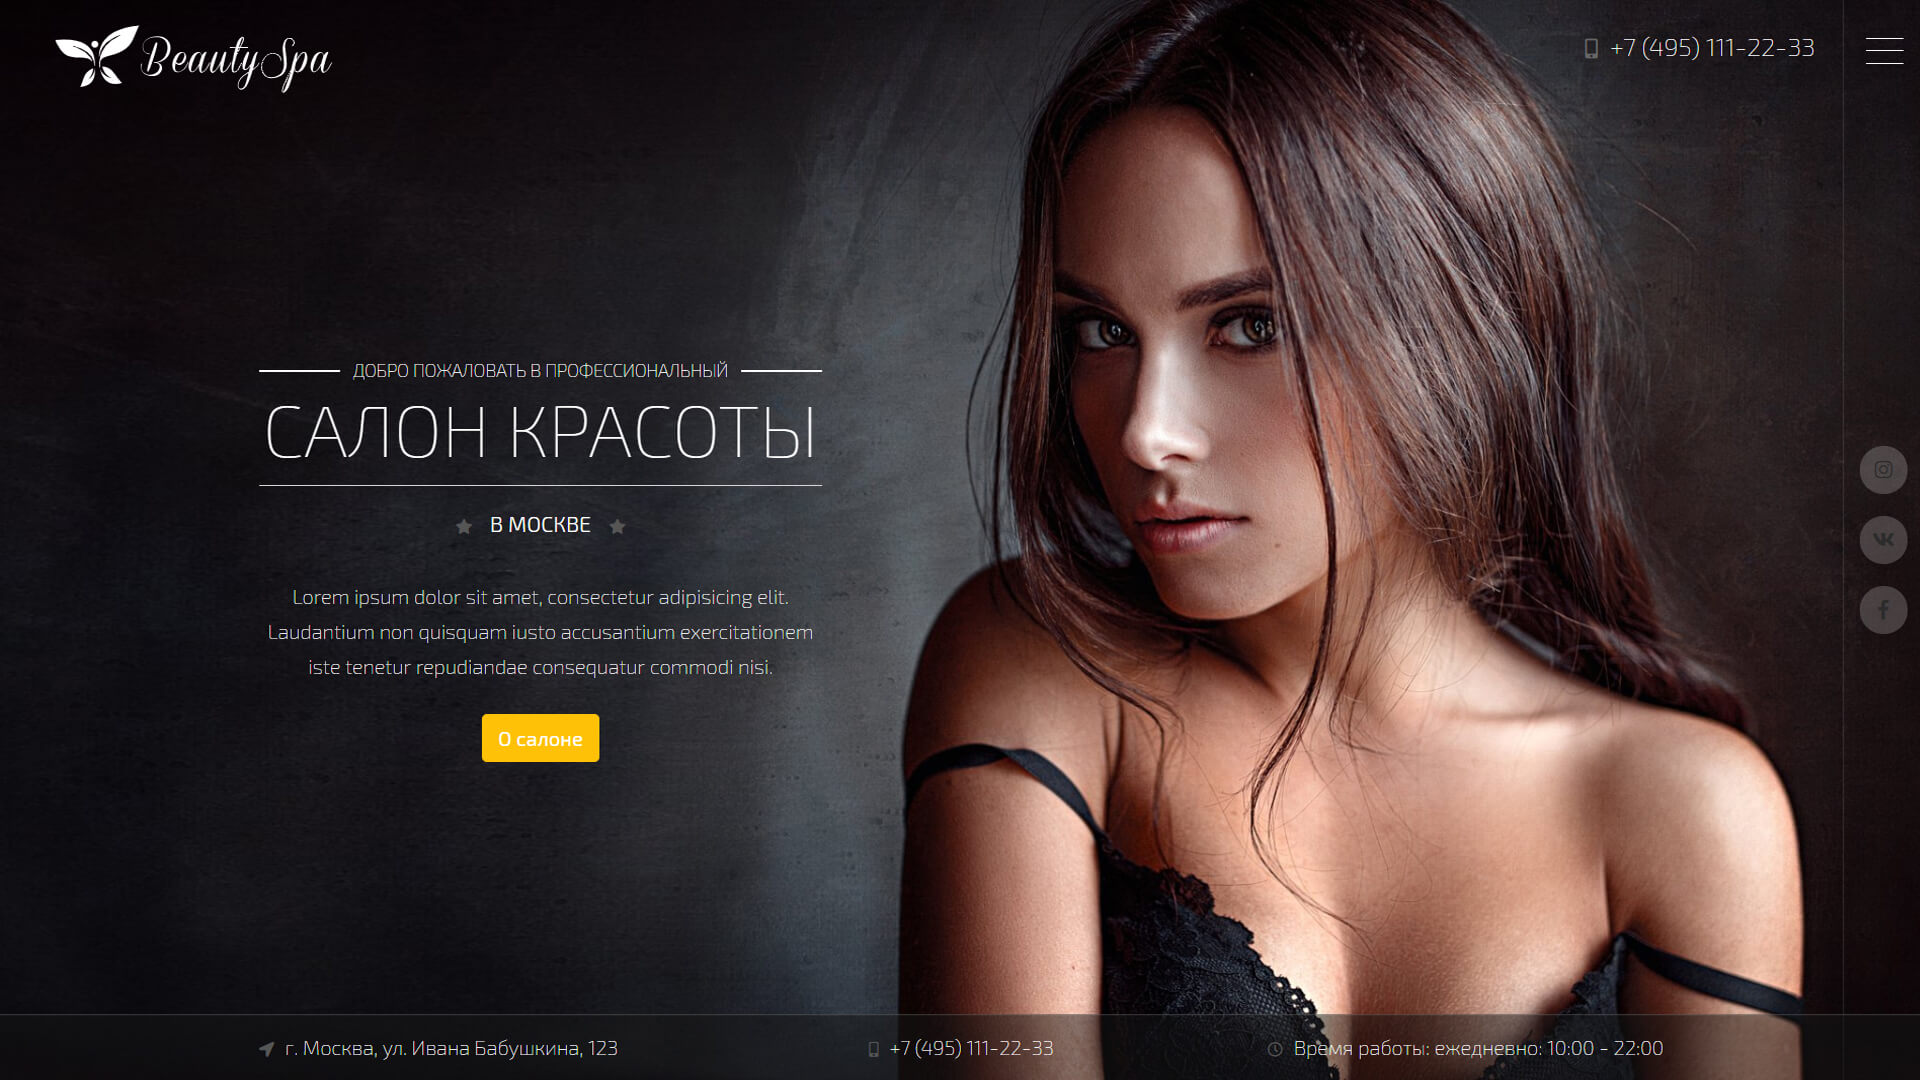 BeautySpa
+7 (495) 111-22-33
ДОБРО ПОЖАЛОВАТЬ В ПРОФЕССИОНАЛЬНЫЙ
САЛОН КРАСОТЫ
В МОСКВЕ
Lorem ipsum dolor sit amet, consectetur adipisicing elit.
Laudantium non quisquam iusto accusantium exercitationem
iste tenetur repudiandae consequatur commodi nisi.
О салоне
г. Москва, ул. Ивана Бабушкина, 123
+7 (495) 111-22-33
Время работы: ежедневно: 10:00 - 22:00